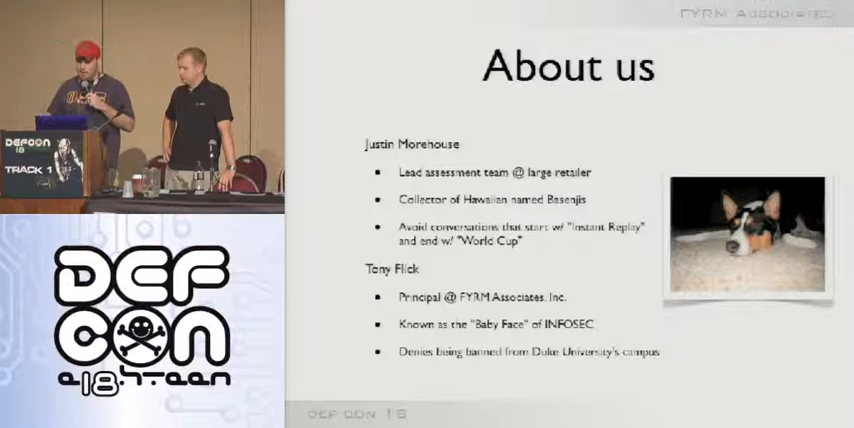 FYRM Associates
About us
Justin Morehouse
Lead assessment team @ large retailer
Collector of Hawaiian named Basenjis
Avoid conversations that start w/ "Instant Replay"
and end w/ "World Cup"
Tony Flick
Principal @ FYRM Associates, Inc.
Known as the "Baby Face" of INFOSEC
Denies being banned from Duke University's campus
DEF CON 18
DEFCON
18
TRACK 1
DEF
CON
e18h-teen